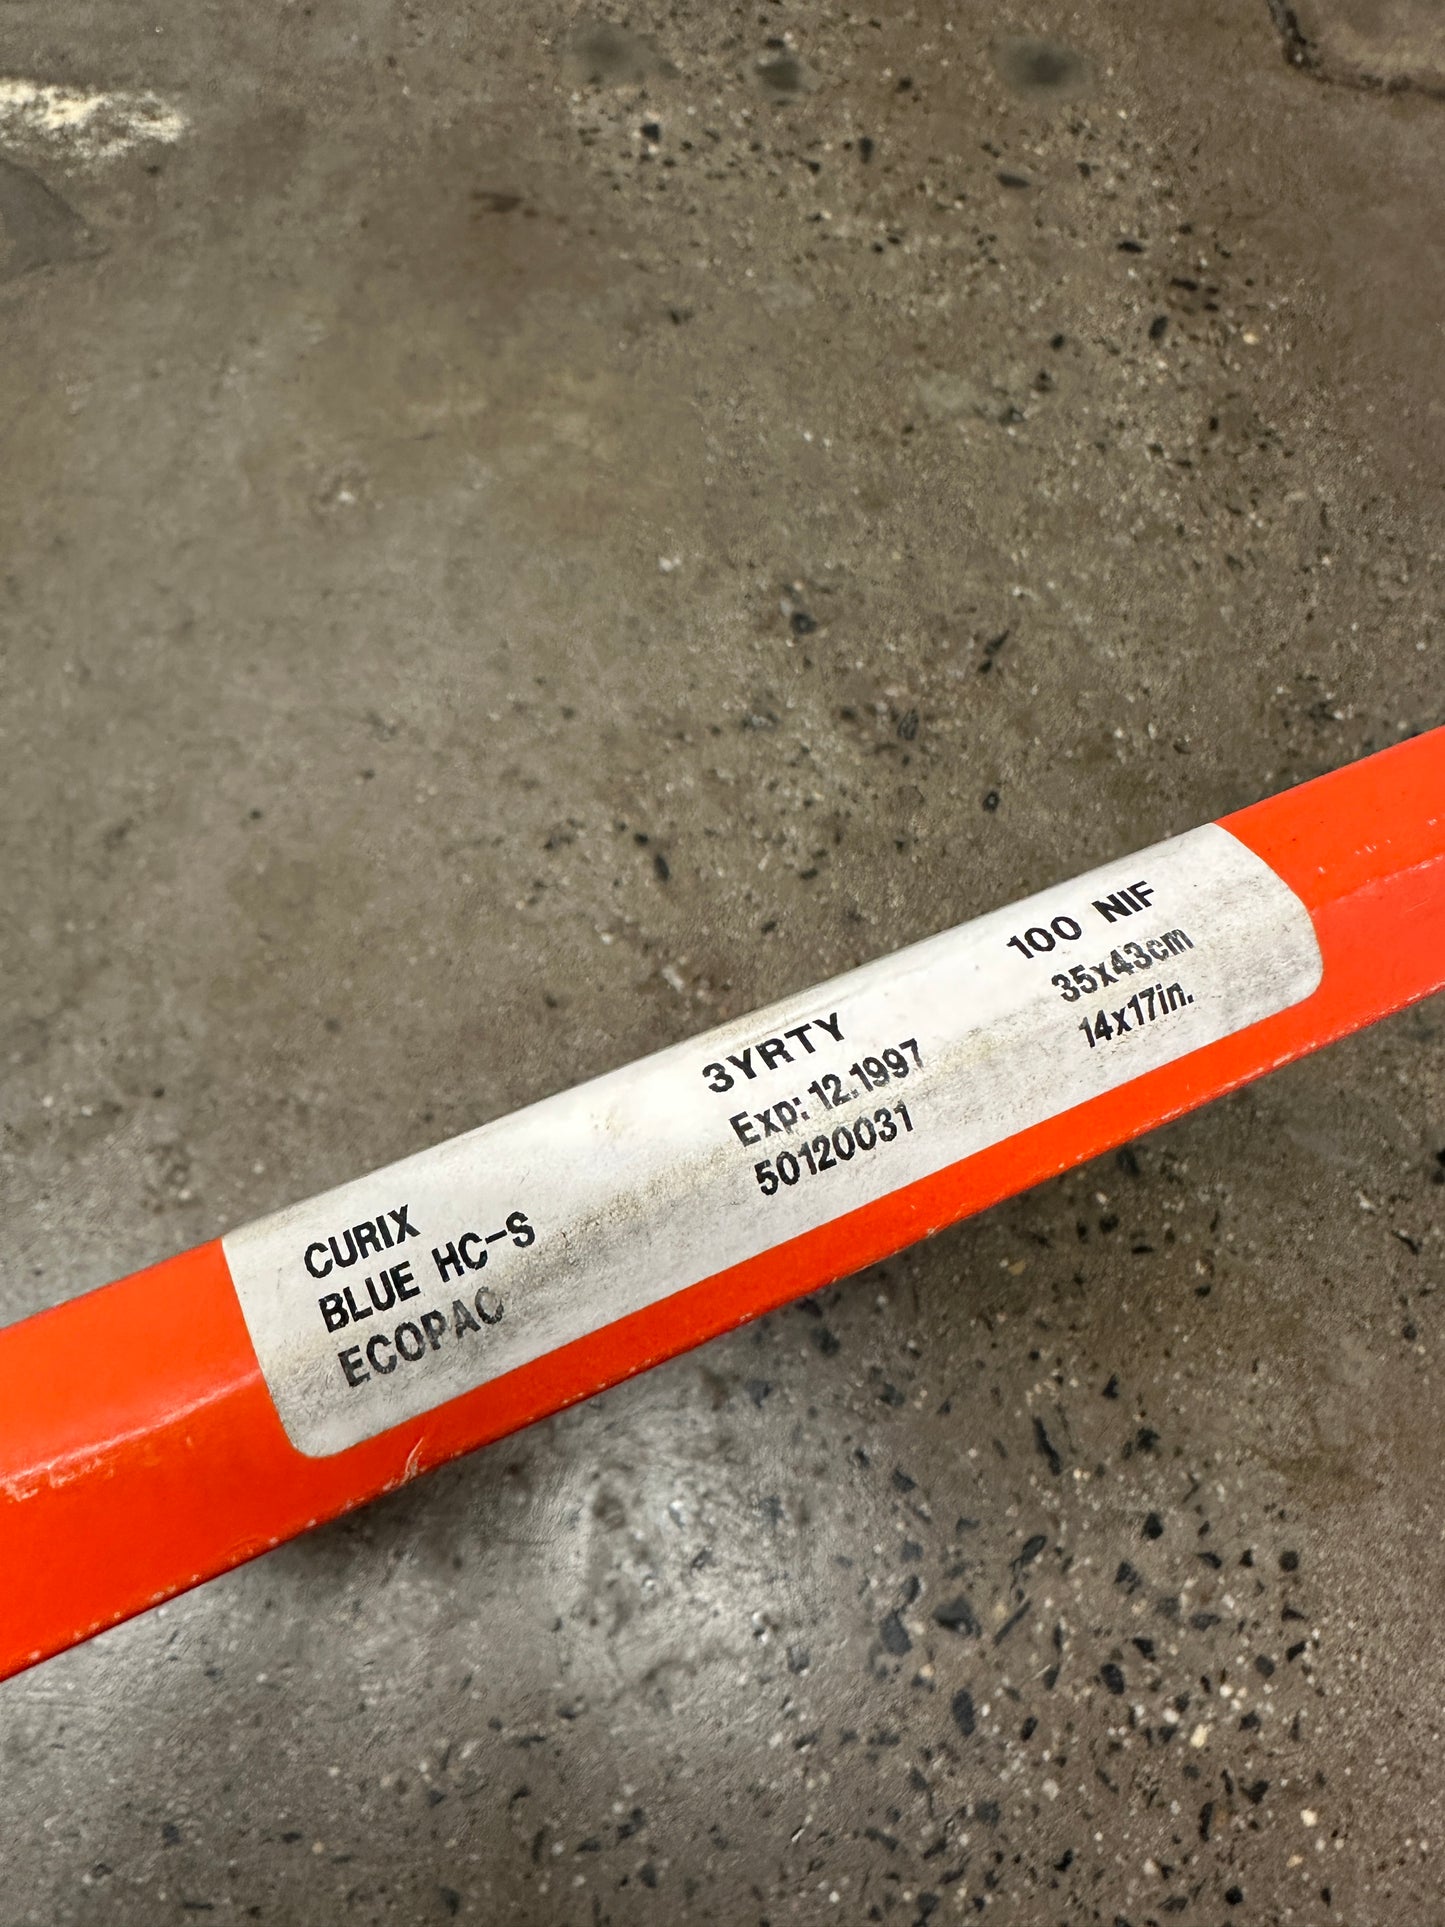 CURIX
BLUE HC-S
ECOPAC
3YRTY
Exp: 12.1997
50120031
100 NIF
35x43cm
14x17in.